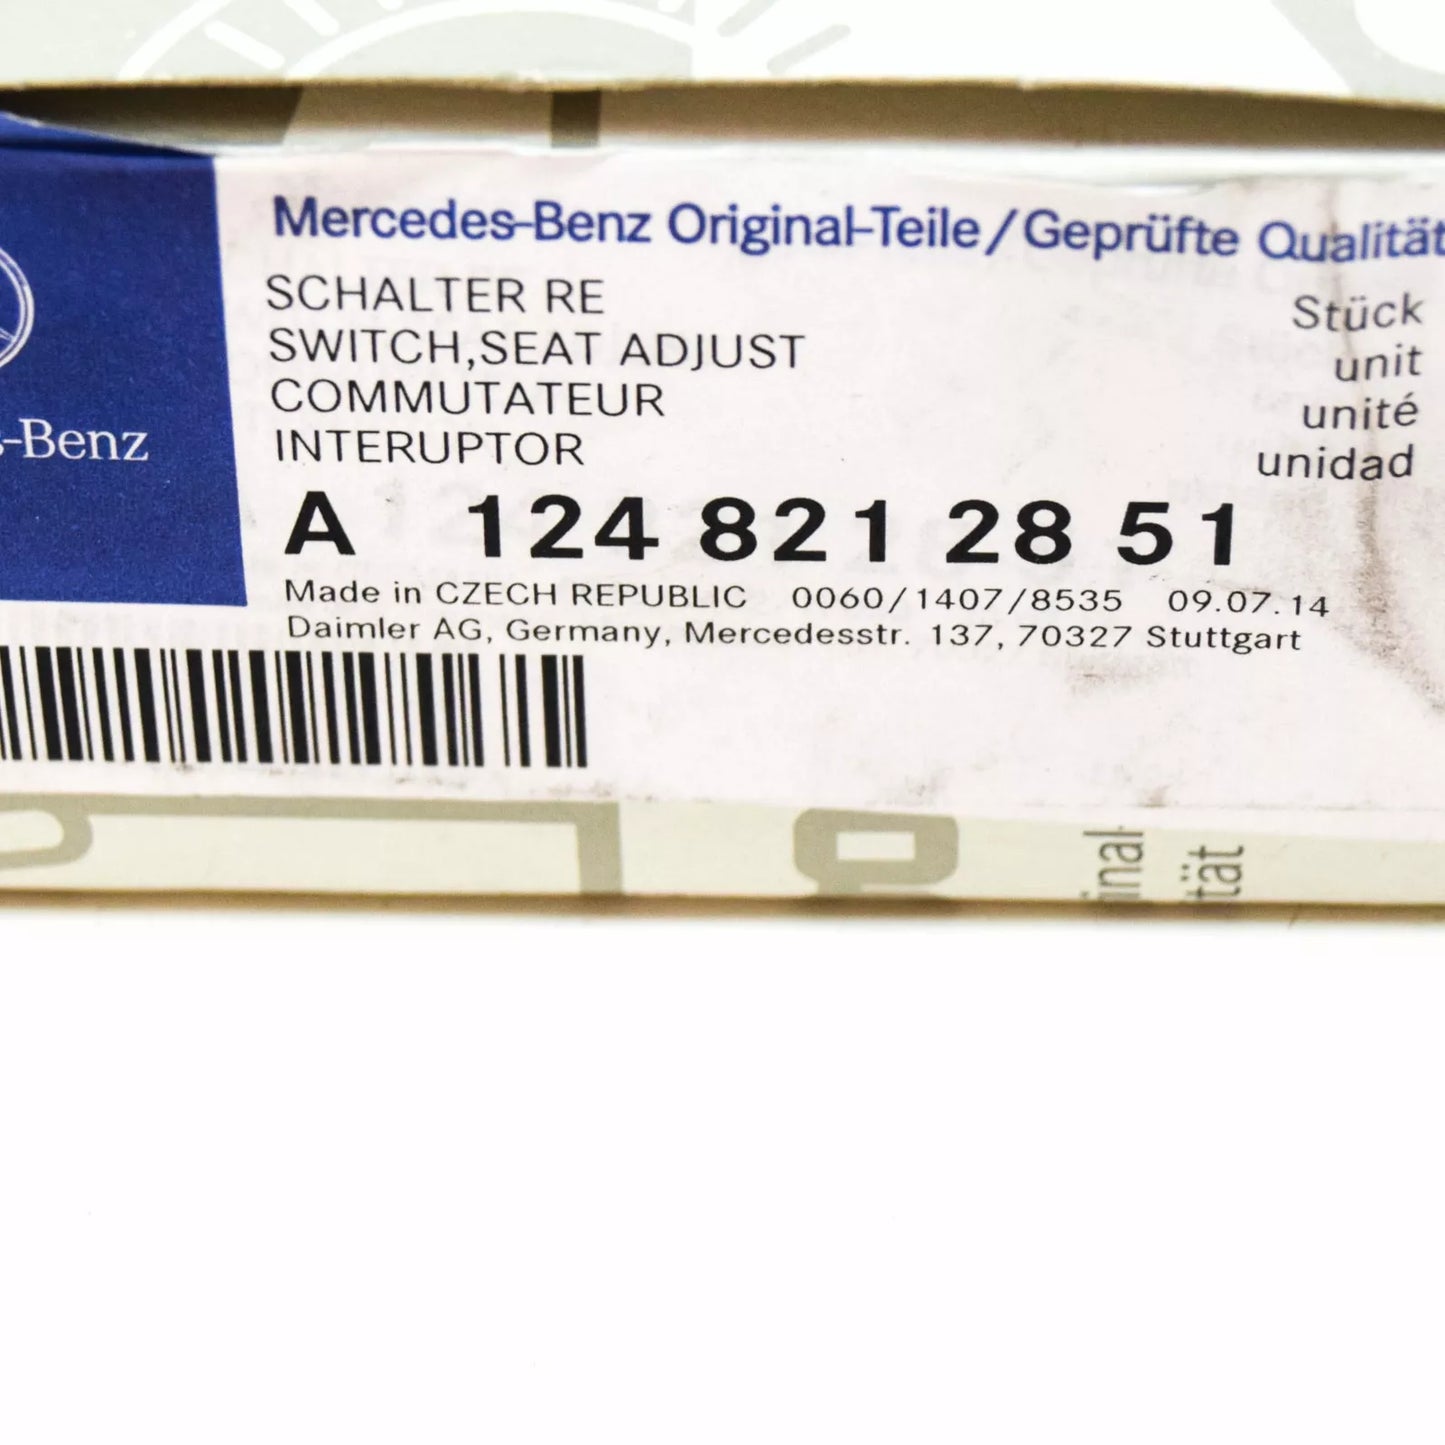 Mercedes-Benz Original-Teile/Geprüfte Qualität
SCHALTER RE
SWITCH,SEAT ADJUST
COMMUTATEUR
INTERUPTOR
Stück
unit
unité
unidad
-Benz
A 124 821 28 51
Made in CZECH REPUBLIC 0060/1407/8535 09.07.14
Daimler AG, Germany, Mercedesstr. 137, 70327 Stuttgart
inal-
tät